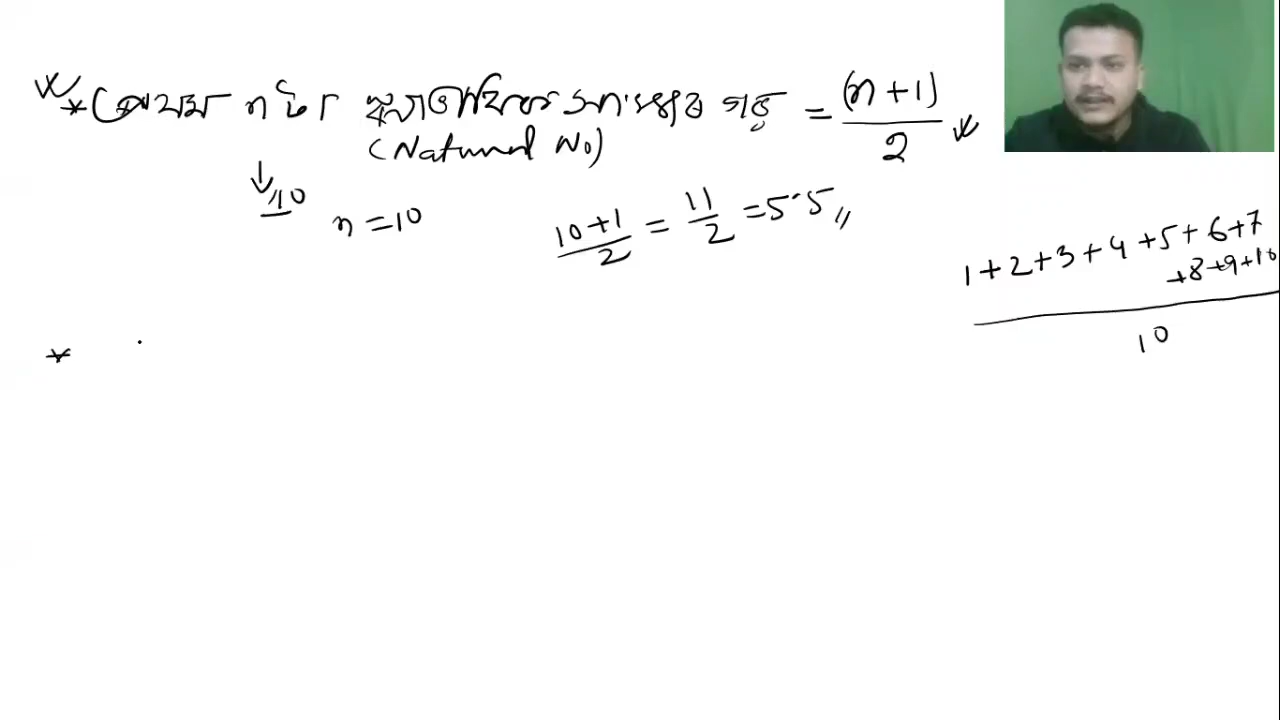 * প্ৰথম n টা স্বাভাৱিক সংখ্যাৰ গড় = (n+1)/2 *
(Natural No)
↓
10 n = 10 (10+1)/2 = 11/2 = 5.5 //
1+2+3+4+5+6+7
+8+9+10
10
*